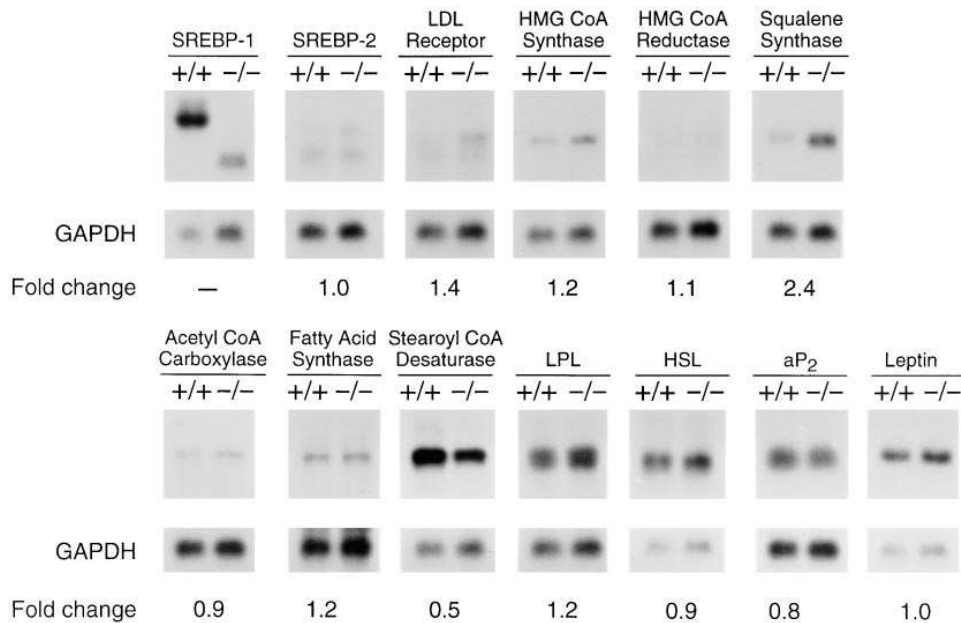 LDL HMG CoA HMG CoA Squalene
SREBP-1 SREBP-2 Receptor Synthase Reductase Synthase
+/+ −/− +/+ −/− +/+ −/− +/+ −/− +/+ −/− +/+ −/−
GAPDH
Fold change — 1.0 1.4 1.2 1.1 2.4
Acetyl CoA Fatty Acid Stearoyl CoA
Carboxylase Synthase Desaturase LPL HSL aP2 Leptin
+/+ −/− +/+ −/− +/+ −/− +/+ −/− +/+ −/− +/+ −/− +/+ −/−
GAPDH
Fold change 0.9 1.2 0.5 1.2 0.9 0.8 1.0